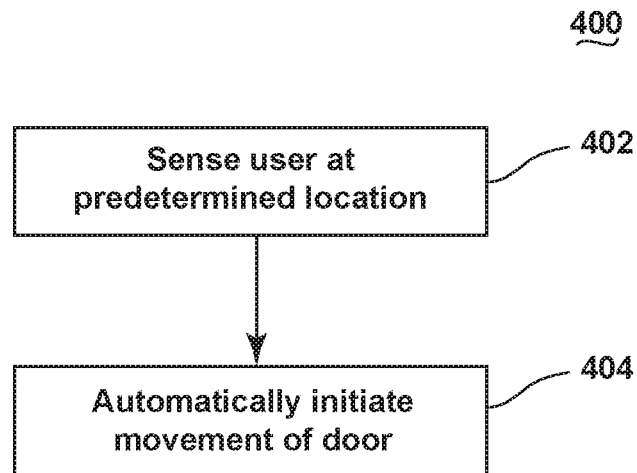 400
Sense user at
predetermined location
402
Automatically initiate
movement of door
404